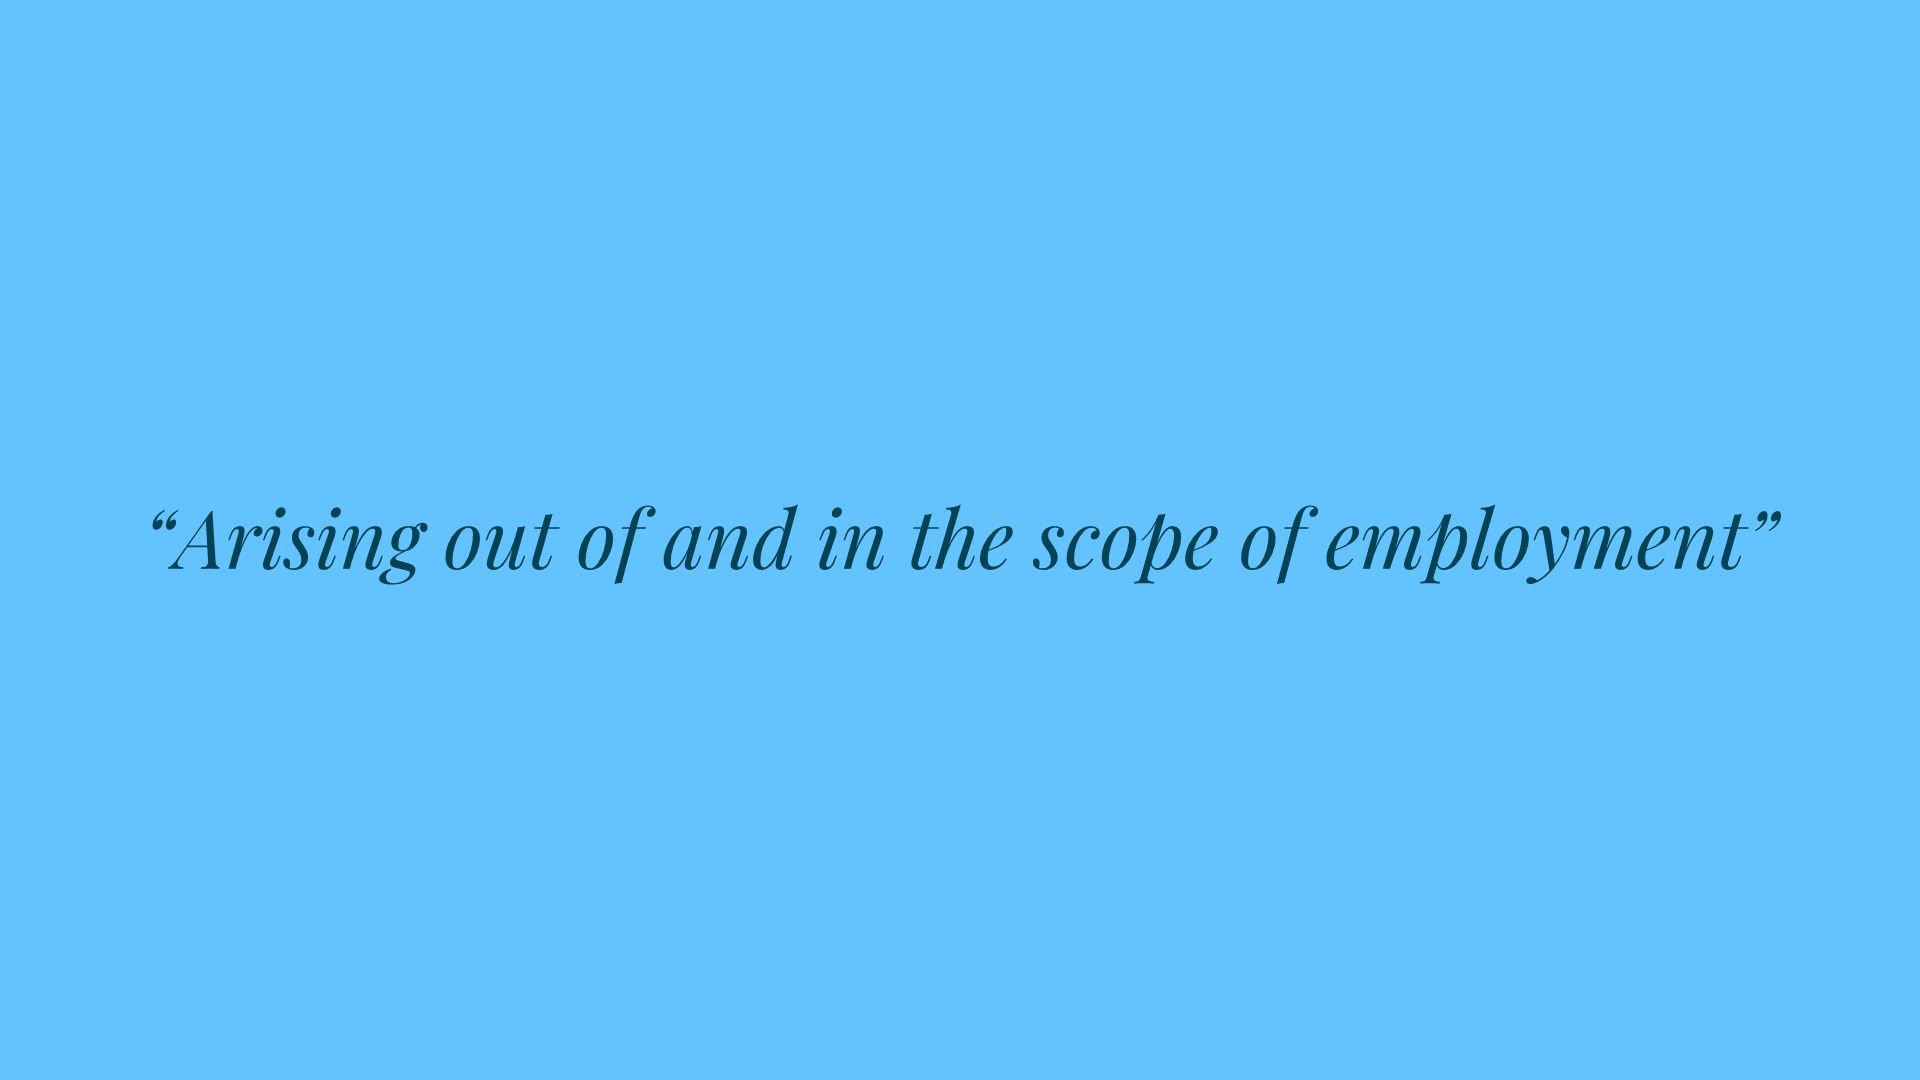 “Arising out of and in the scope of employment”